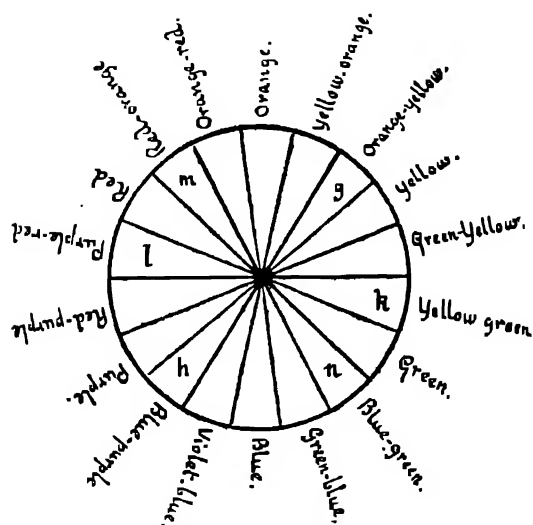 Orange.
Yellow-orange.
Orange-yellow.
Yellow.
Green-Yellow.
Yellow green
Green.
Blue-green.
Green-blue.
Blue.
Violet-blue.
Blue-purple
Purple.
Red-purple
Purple-red
Red
Red-orange
Orange-red.
m
g
l
k
h
n